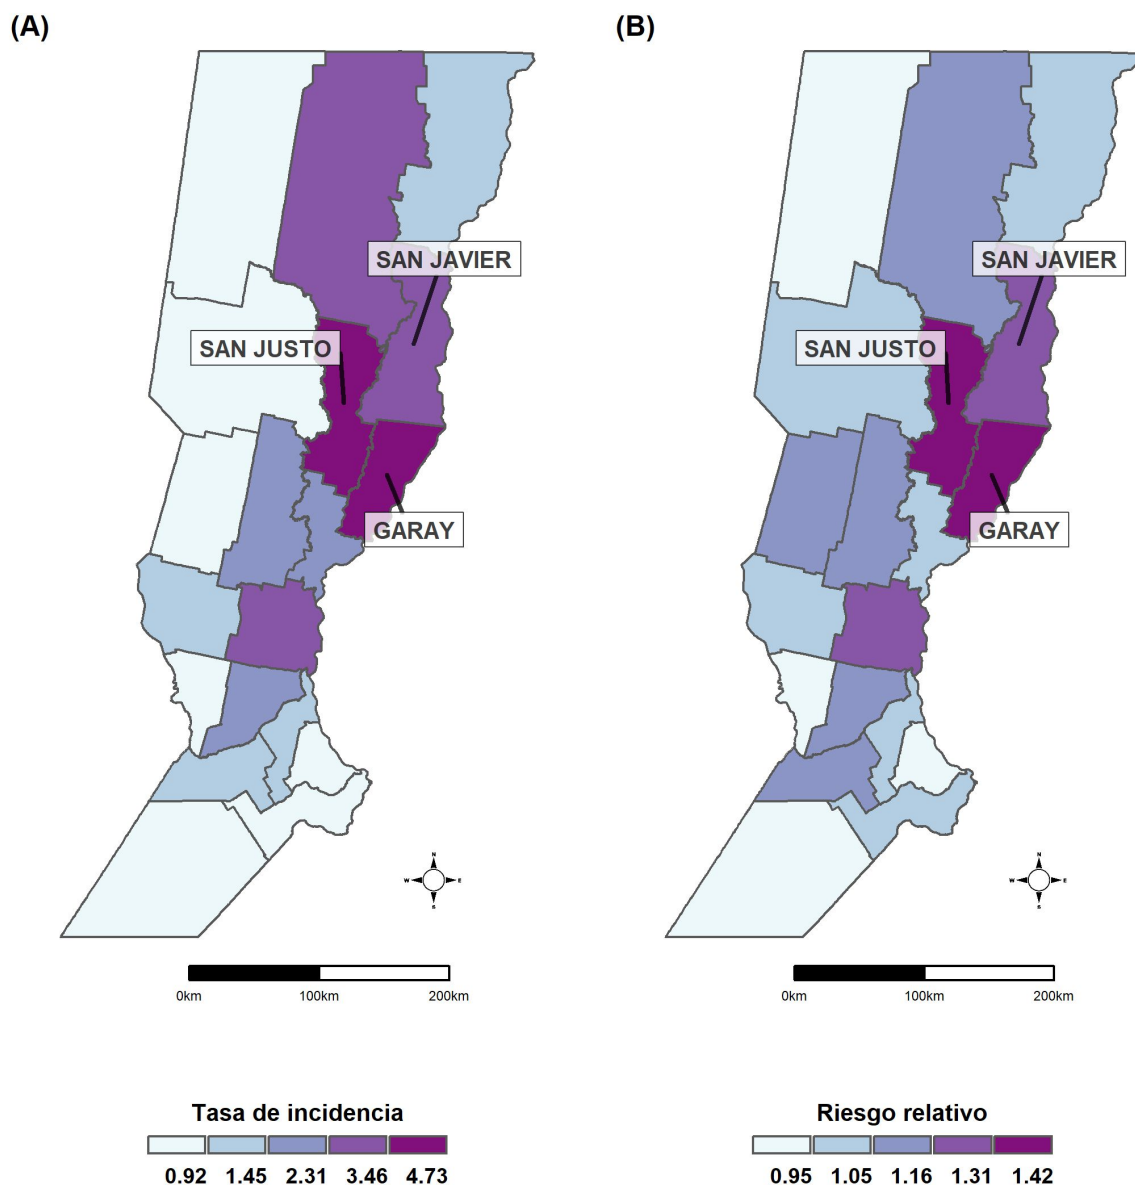 (A)
(B)
SAN JAVIER
SAN JAVIER
SAN JUSTO
SAN JUSTO
GARAY
GARAY
N
W E
S
N
W E
S
0km 100km 200km
0km 100km 200km
Tasa de incidencia
0.92 1.45 2.31 3.46 4.73
Riesgo relativo
0.95 1.05 1.16 1.31 1.42